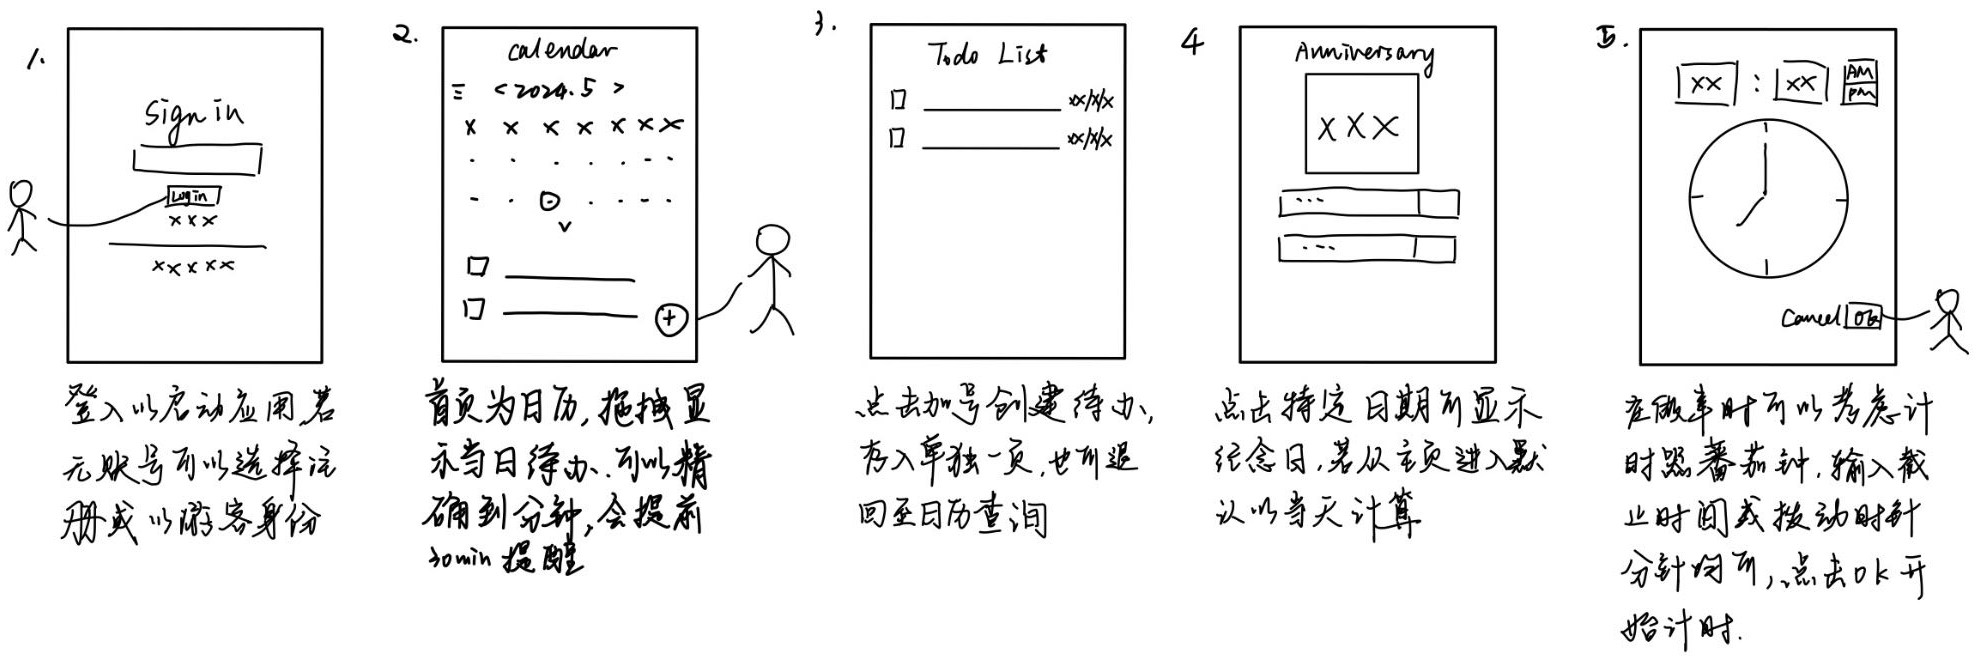 1.
Sign in
Login
xxx
xxxxx
登入以启动应用,若
无账号可以选择注
册或以游客身份
2.
calendar
< 2024.5 >
x x x x x x x
+
首页为日历,拖拽显
示当日待办.可以精
确到分钟,会提前
30min提醒
3.
Todo List
xx/x/x
xx/x/x
点击加号创建待办,
存入单独一页,也可退
回至日历查询
4
Anniversary
XXX
...
...
点击特定日期可显示
纪念日,若从主页进入默
认以当天计算
5.
xx : xx AM
PM
Cancel OK
在做事时可以考虑计
时器番茄钟,输入截
止时间或拨动时针
分针均可,点击OK开
始计时.